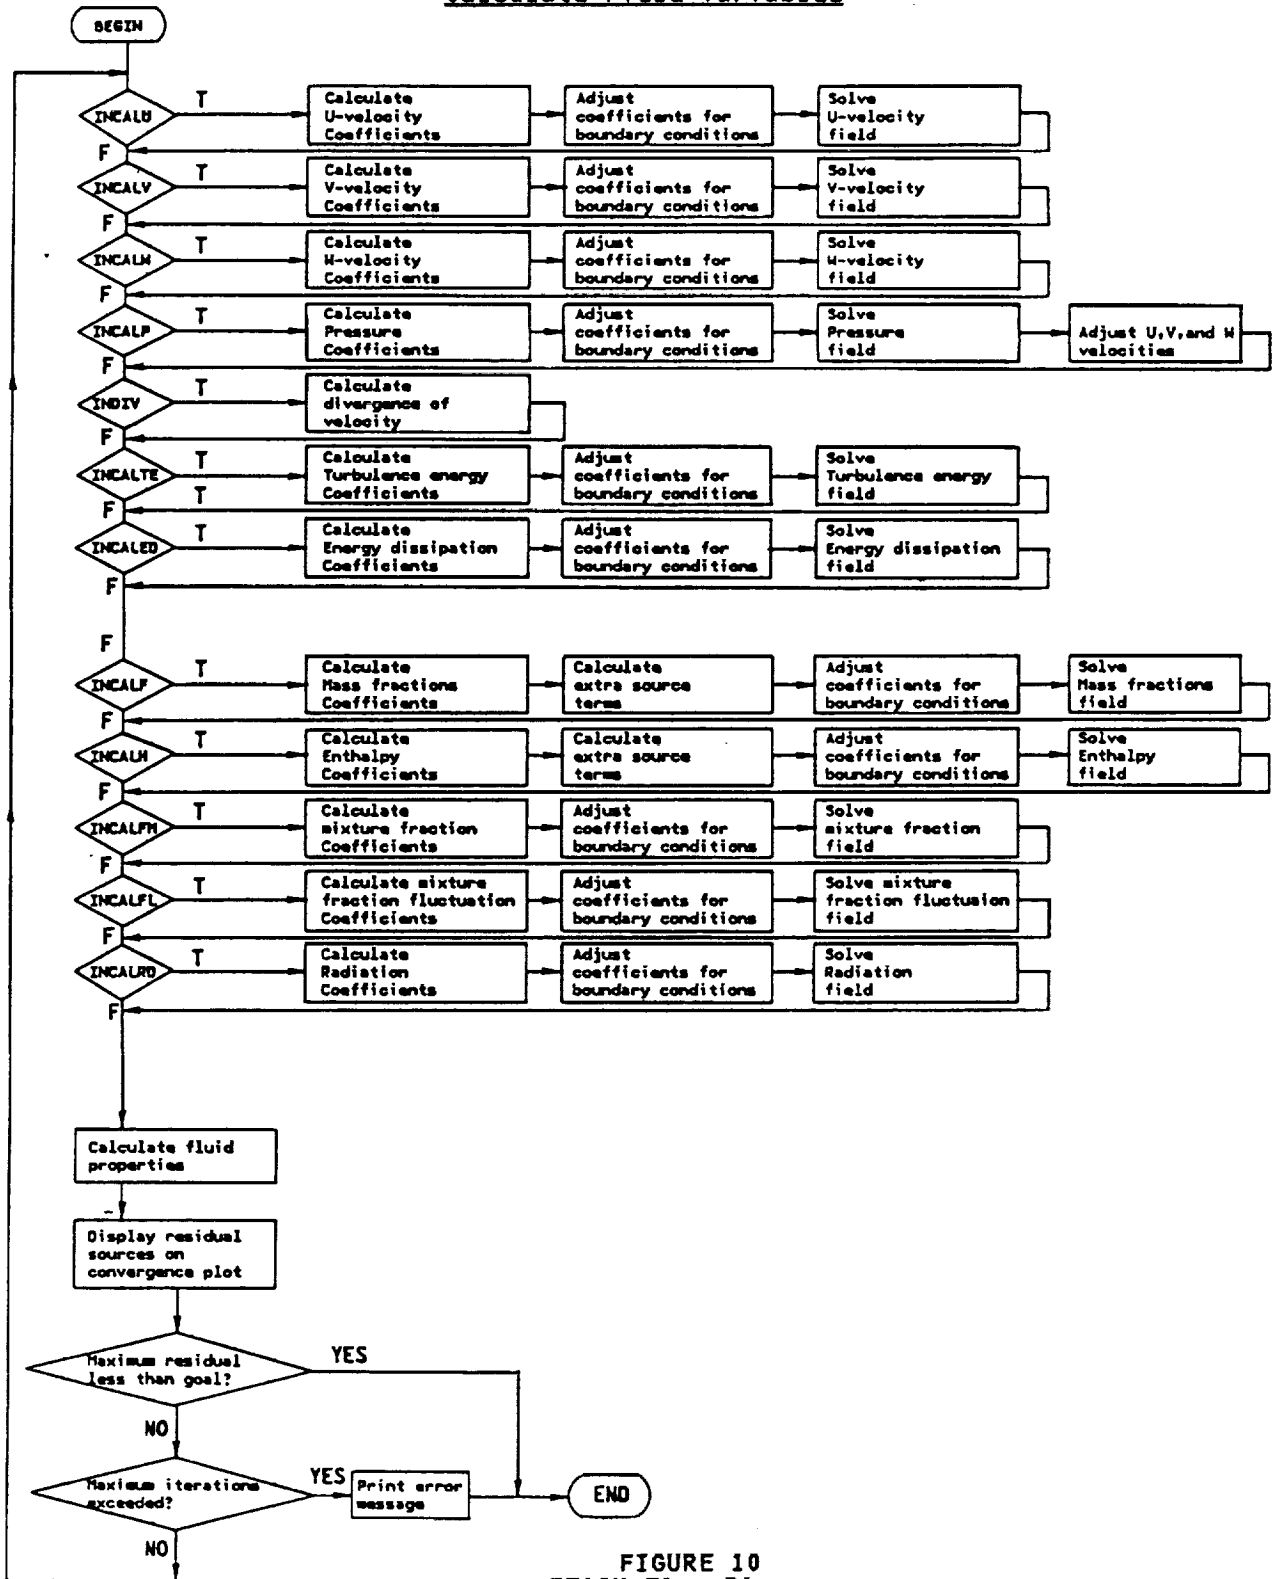 Calculate Field Variables
BEGIN
INCALU
T
Calculate
U-velocity
Coefficients
Adjust
coefficients for
boundary conditions
Solve
U-velocity
field
F
INCALV
T
Calculate
V-velocity
Coefficients
Adjust
coefficients for
boundary conditions
Solve
V-velocity
field
F
INCALW
T
Calculate
W-velocity
Coefficients
Adjust
coefficients for
boundary conditions
Solve
W-velocity
field
F
INCALP
T
Calculate
Pressure
Coefficients
Adjust
coefficients for
boundary conditions
Solve
Pressure
field
Adjust U,V,and W
velocities
F
INDIV
T
Calculate
divergence of
velocity
F
INCALTE
T
Calculate
Turbulence energy
Coefficients
Adjust
coefficients for
boundary conditions
Solve
Turbulence energy
field
F
INCALED
T
Calculate
Energy dissipation
Coefficients
Adjust
coefficients for
boundary conditions
Solve
Energy dissipation
field
F
F
INCALF
T
Calculate
Mass fractions
Coefficients
Calculate
extra source
terms
Adjust
coefficients for
boundary conditions
Solve
Mass fractions
field
F
INCALH
T
Calculate
Enthalpy
Coefficients
Calculate
extra source
terms
Adjust
coefficients for
boundary conditions
Solve
Enthalpy
field
F
INCALFM
T
Calculate
mixture fraction
Coefficients
Adjust
coefficients for
boundary conditions
Solve
mixture fraction
field
F
INCALFL
T
Calculate mixture
fraction fluctuation
Coefficients
Adjust
coefficients for
boundary conditions
Solve mixture
fraction fluctusion
field
F
INCALRD
T
Calculate
Radiation
Coefficients
Adjust
coefficients for
boundary conditions
Solve
Radiation
field
F
Calculate fluid
properties
Display residual
sources on
convergence plot
Maximum residual
less than goal?
YES
NO
Maximum iterations
exceeded?
YES
Print error
message
END
NO
FIGURE 10